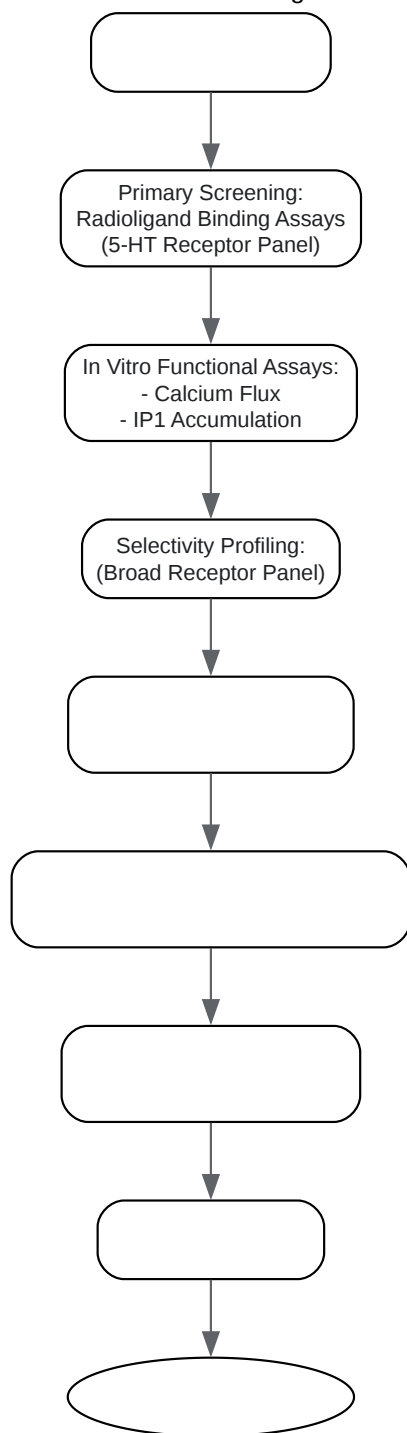 Primary Screening:
Radioligand Binding Assays
(5-HT Receptor Panel)
In Vitro Functional Assays:
- Calcium Flux
- IP1 Accumulation
Selectivity Profiling:
(Broad Receptor Panel)